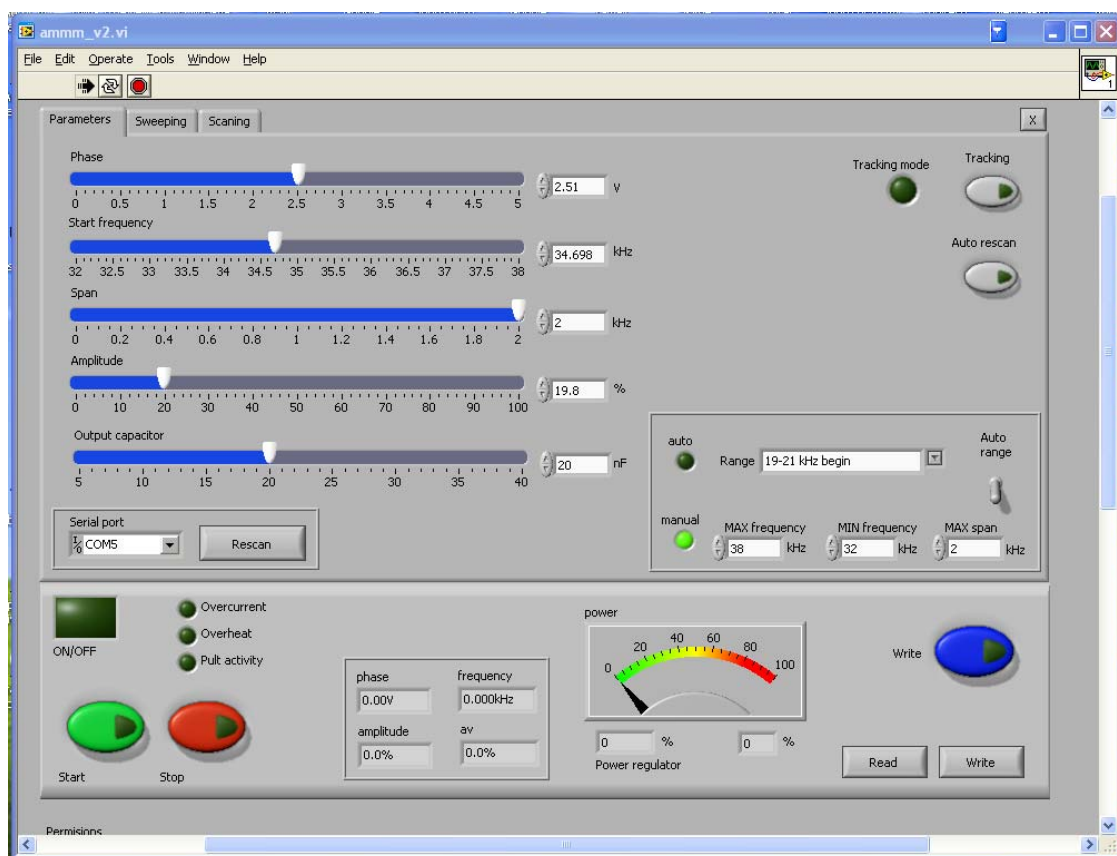 ammm_v2.vi
File Edit Operate Tools Window Help
1
Parameters Sweeping Scaning X
Phase
2.51 V
0 0.5 1 1.5 2 2.5 3 3.5 4 4.5 5
Start frequency
34.698 kHz
32 32.5 33 33.5 34 34.5 35 35.5 36 36.5 37 37.5 38
Span
2 kHz
0 0.2 0.4 0.6 0.8 1 1.2 1.4 1.6 1.8 2
Amplitude
19.8 %
0 10 20 30 40 50 60 70 80 90 100
Output capacitor
20 nF
5 10 15 20 25 30 35 40
Tracking mode Tracking
Auto rescan
auto
Range 19-21 kHz begin
Auto
range
manual
MAX frequency MIN frequency MAX span
38 kHz 32 kHz 2 kHz
Serial port
I/O COM5 Rescan
ON/OFF
Overcurrent
Overheat
Pult activity
Start Stop
phase frequency
0.00V 0.000kHz
amplitude av
0.0% 0.0%
power
0 20 40 60 80 100
0 % 0 %
Power regulator
Write
Read Write
Permisions